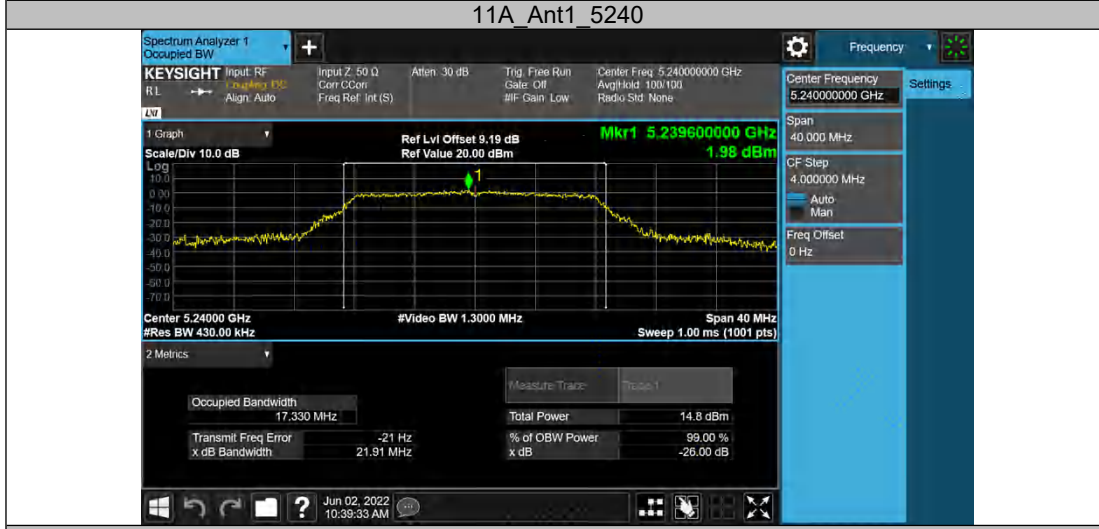 11A_Ant1_5240
Spectrum Analyzer 1
Occupied BW
+
Frequency
KEYSIGHT Input: RF Input Z: 50 Ω Atten: 30 dB Trig: Free Run Center Freq: 5.240000000 GHz
RL Coupling: DC Corr CCorr Gate: Off Avg|Hold: 100/100
Align: Auto Freq Ref: Int (S) #IF Gain: Low Radio Std: None
Center Frequency
5.240000000 GHz
Settings
Span
40.000 MHz
CF Step
4.000000 MHz
Auto
Man
Freq Offset
0 Hz
1 Graph
Ref Lvl Offset 9.19 dB
Mkr1 5.239600000 GHz
Scale/Div 10.0 dB
Ref Value 20.00 dBm
1.98 dBm
Log
10.0
0.00
-10.0
-20.0
-30.0
-40.0
-50.0
-60.0
-70.0
1
Center 5.24000 GHz #Video BW 1.3000 MHz Span 40 MHz
#Res BW 430.00 kHz Sweep 1.00 ms (1001 pts)
2 Metrics
Measure Trace Trace 1
Occupied Bandwidth
17.330 MHz
Total Power 14.8 dBm
Transmit Freq Error -21 Hz
% of OBW Power 99.00 %
x dB Bandwidth 21.91 MHz
x dB -26.00 dB
?
Jun 02, 2022
10:39:33 AM